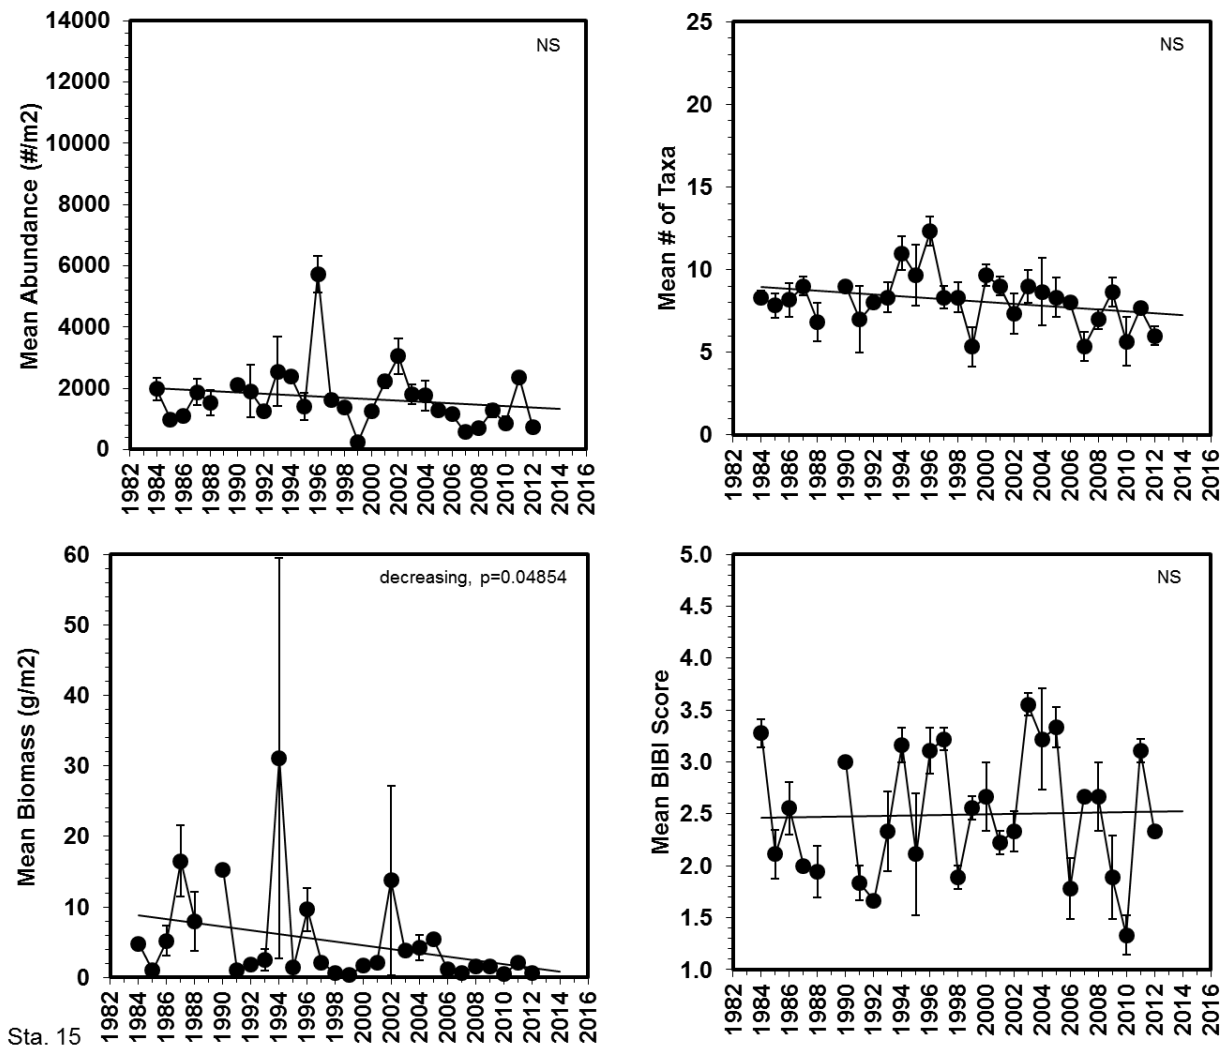 NS
Mean Abundance (#/m2)
14000
12000
10000
8000
6000
4000
2000
0
1982 1984 1986 1988 1990 1992 1994 1996 1998 2000 2002 2004 2006 2008 2010 2012 2014 2016
NS
Mean # of Taxa
25
20
15
10
5
0
1982 1984 1986 1988 1990 1992 1994 1996 1998 2000 2002 2004 2006 2008 2010 2012 2014 2016
decreasing, p=0.04854
Mean Biomass (g/m2)
60
50
40
30
20
10
0
1982 1984 1986 1988 1990 1992 1994 1996 1998 2000 2002 2004 2006 2008 2010 2012 2014 2016
NS
Mean BIBI Score
5.0
4.5
4.0
3.5
3.0
2.5
2.0
1.5
1.0
1982 1984 1986 1988 1990 1992 1994 1996 1998 2000 2002 2004 2006 2008 2010 2012 2014 2016
Sta. 15